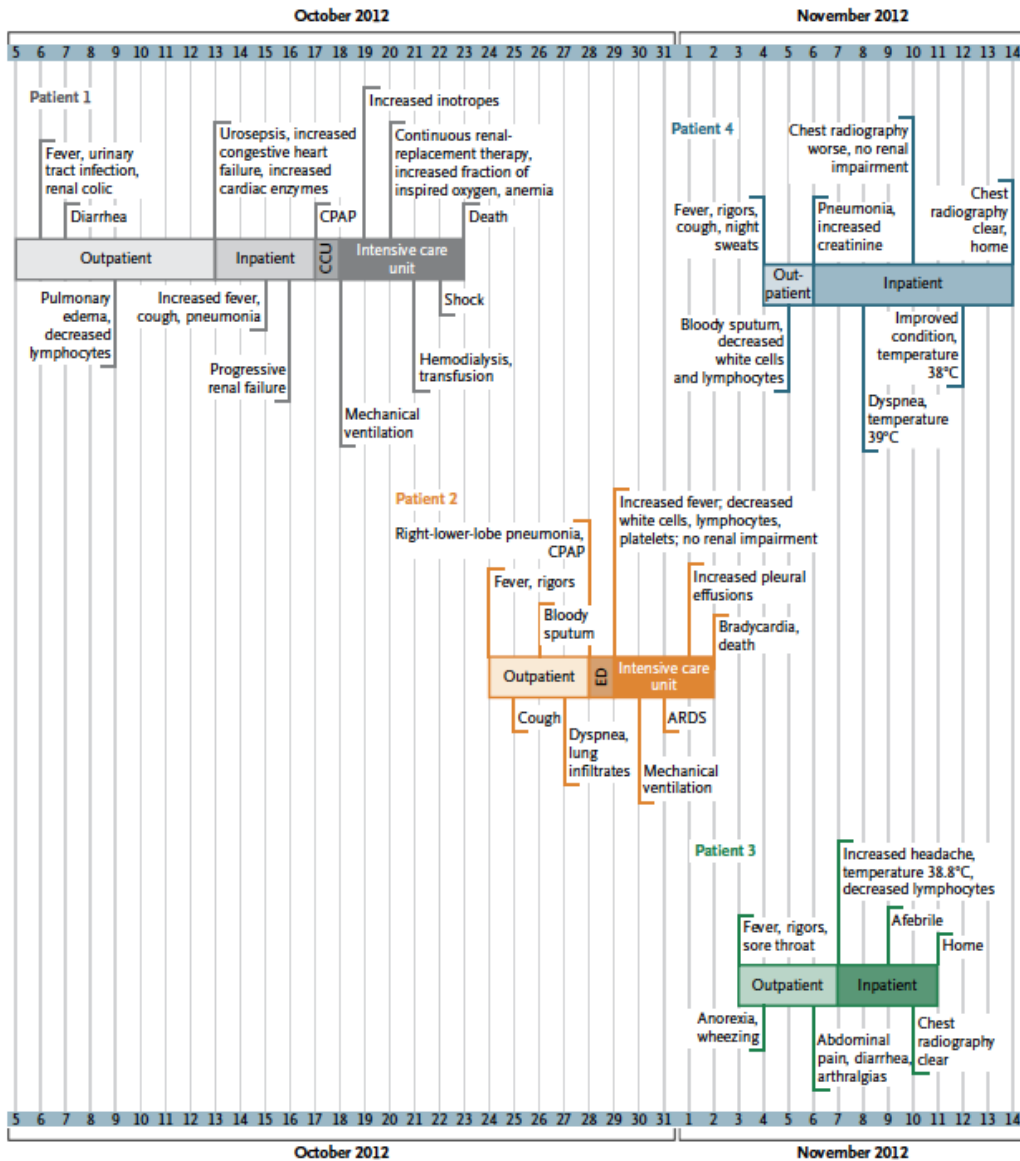 October 2012
November 2012
5 6 7 8 9 10 11 12 13 14 15 16 17 18 19 20 21 22 23 24 25 26 27 28 29 30 31 1 2 3 4 5 6 7 8 9 10 11 12 13 14
Patient 1
Fever, urinary
tract infection,
renal colic
Diarrhea
Urosepsis, increased
congestive heart
failure, increased
cardiac enzymes
CPAP
Increased inotropes
Continuous renal-
replacement therapy,
increased fraction of
inspired oxygen, anemia
Death
Outpatient
Inpatient
CCU
Intensive care
unit
Pulmonary
edema,
decreased
lymphocytes
Increased fever,
cough, pneumonia
Progressive
renal failure
Mechanical
ventilation
Hemodialysis,
transfusion
Shock
Patient 4
Fever, rigors,
cough, night
sweats
Pneumonia,
increased
creatinine
Chest radiography
worse, no renal
impairment
Chest
radiography
clear,
home
Out-
patient
Inpatient
Bloody sputum,
decreased
white cells
and lymphocytes
Dyspnea,
temperature
39°C
Improved
condition,
temperature
38°C
Patient 2
Right-lower-lobe pneumonia,
CPAP
Fever, rigors
Bloody
sputum
Increased fever; decreased
white cells, lymphocytes,
platelets; no renal impairment
Increased pleural
effusions
Bradycardia,
death
Outpatient
ED
Intensive care
unit
Cough
Dyspnea,
lung
infiltrates
Mechanical
ventilation
ARDS
Patient 3
Fever, rigors,
sore throat
Increased headache,
temperature 38.8°C,
decreased lymphocytes
Afebrile
Home
Outpatient
Inpatient
Anorexia,
wheezing
Abdominal
pain, diarrhea,
arthralgias
Chest
radiography
clear
5 6 7 8 9 10 11 12 13 14 15 16 17 18 19 20 21 22 23 24 25 26 27 28 29 30 31 1 2 3 4 5 6 7 8 9 10 11 12 13 14
October 2012
November 2012